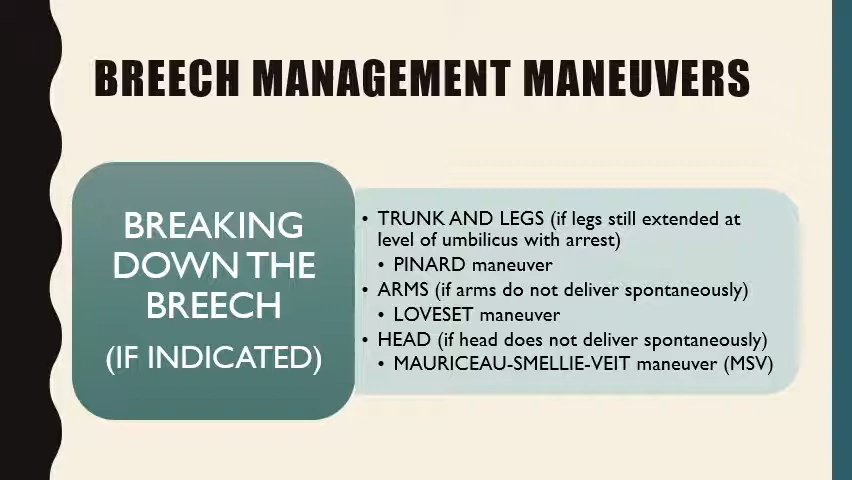 BREECH MANAGEMENT MANEUVERS
BREAKING
DOWN THE
BREECH
(IF INDICATED)
• TRUNK AND LEGS (if legs still extended at
level of umbilicus with arrest)
• PINARD maneuver
• ARMS (if arms do not deliver spontaneously)
• LOVESET maneuver
• HEAD (if head does not deliver spontaneously)
• MAURICEAU-SMELLIE-VEIT maneuver (MSV)